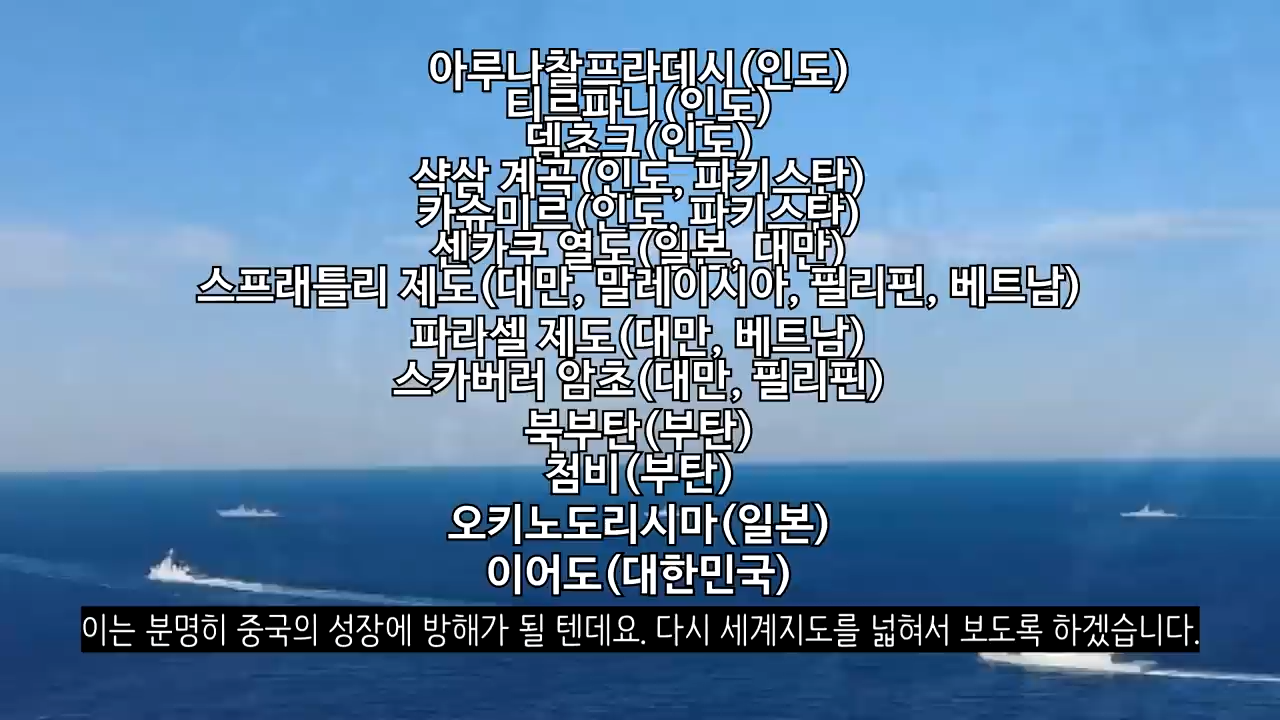 아루나찰프라데시(인도)
티르파니(인도)
뎀초크(인도)
샥삼 계곡(인도, 파키스탄)
카슈미르(인도, 파키스탄)
센카쿠 열도(일본, 대만)
스프래틀리 제도(대만, 말레이시아, 필리핀, 베트남)
파라셀 제도(대만, 베트남)
스카버러 암초(대만, 필리핀)
북부탄(부탄)
첨비(부탄)
오키노도리시마(일본)
이어도(대한민국)
이는 분명히 중국의 성장에 방해가 될 텐데요. 다시 세계지도를 넓혀서 보도록 하겠습니다.